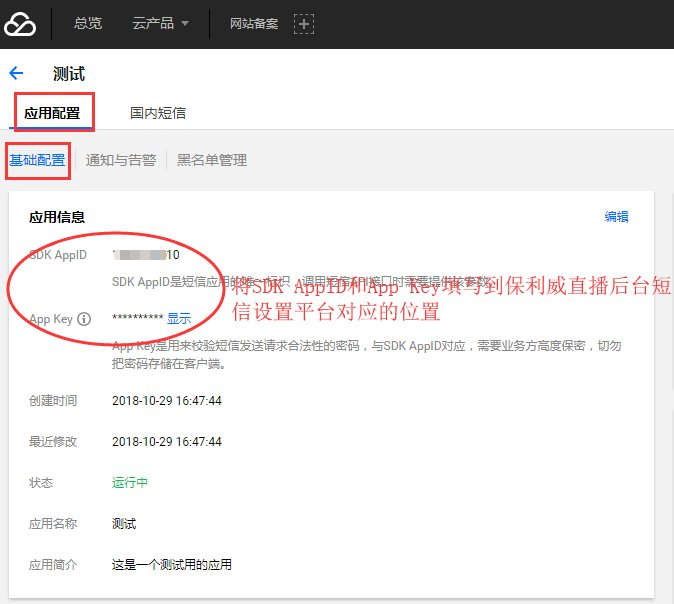 总览 云产品 网站备案
测试
应用配置 国内短信
基础配置 通知与告警 黑名单管理
应用信息 编辑
SDK AppID 10
SDK AppID是短信应用的唯一标识，调用短信API接口时需要提供该参数。
将SDK AppID和App Key填写到保利威直播后台短
信设置平台对应的位置
App Key ********** 显示
App Key是用来校验短信发送请求合法性的密码，与SDK AppID对应，需要业务方高度保密，切勿
把密码存储在客户端。
创建时间 2018-10-29 16:47:44
最近修改 2018-10-29 16:47:44
状态 运行中
应用名称 测试
应用简介 这是一个测试用的应用